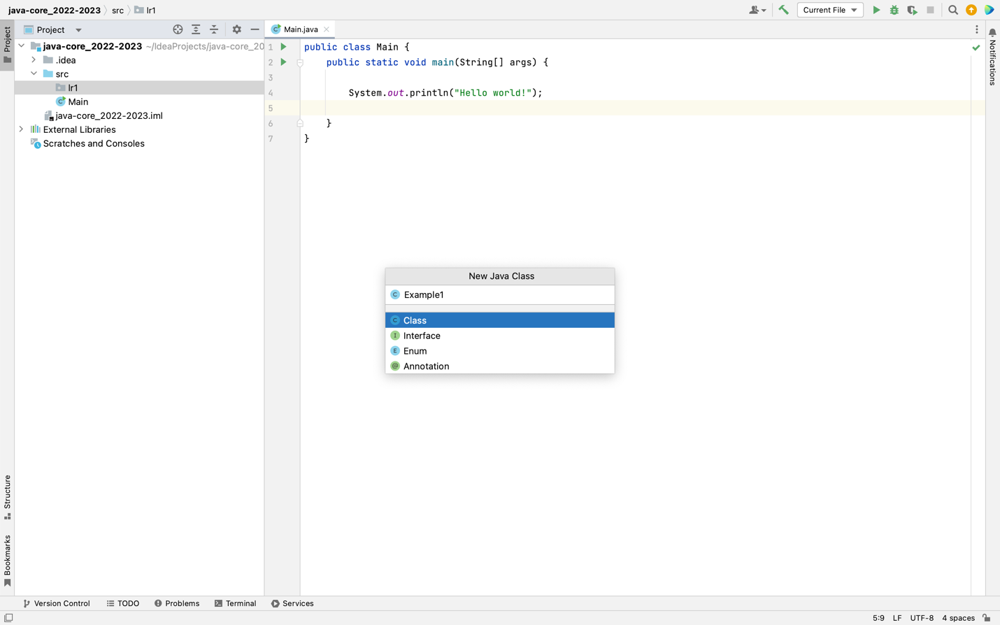 java-core_2022-2023 src lr1
Current File
Project
Project
Main.java
Notifications
java-core_2022-2023 ~/IdeaProjects/java-core_20
.idea
src
lr1
Main
java-core_2022-2023.iml
External Libraries
Scratches and Consoles
1 public class Main {
2 public static void main(String[] args) {
3
4 System.out.println("Hello world!");
5
6 }
7 }
New Java Class
C Example1
C Class
I Interface
E Enum
@ Annotation
Structure
Bookmarks
Version Control TODO Problems Terminal Services
5:9 LF UTF-8 4 spaces